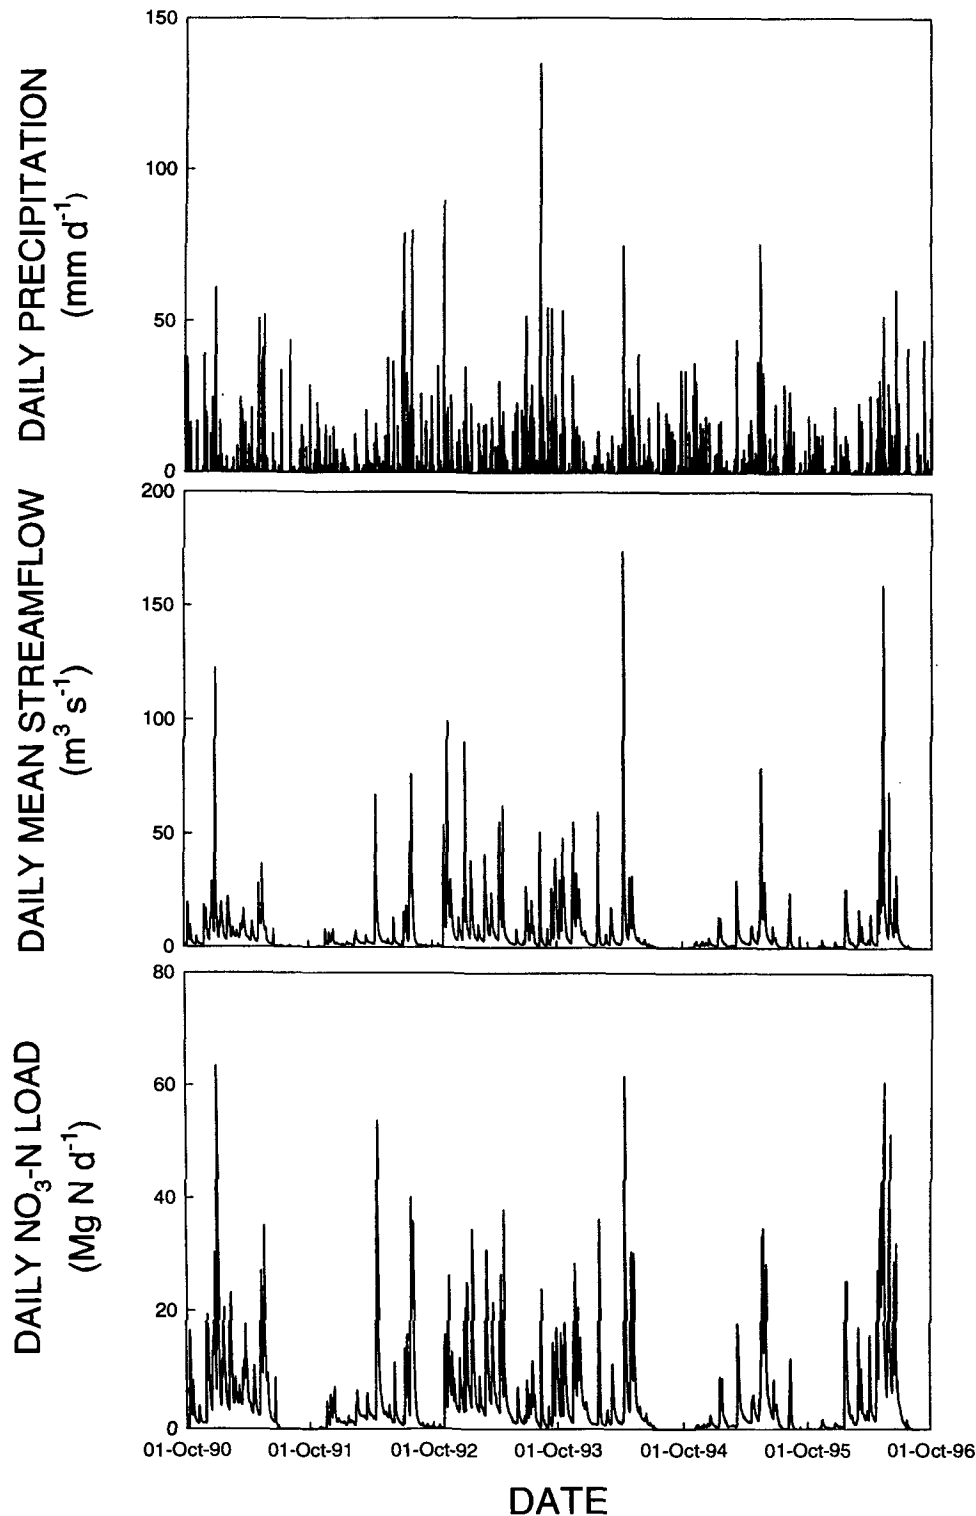 150
100
50
0
DAILY PRECIPITATION
(mm d⁻¹)
200
150
100
50
0
DAILY MEAN STREAMFLOW
(m³ s⁻¹)
80
60
40
20
0
DAILY NO₃-N LOAD
(Mg N d⁻¹)
01-Oct-90 01-Oct-91 01-Oct-92 01-Oct-93 01-Oct-94 01-Oct-95 01-Oct-96
DATE